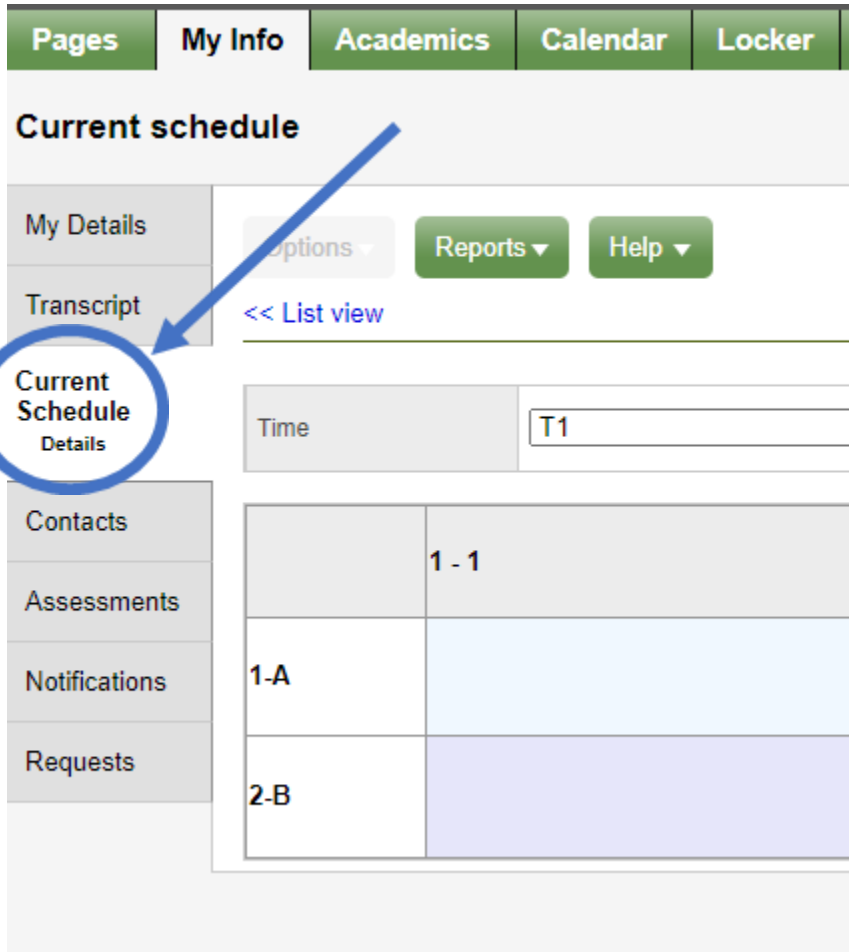 Pages My Info Academics Calendar Locker
Current schedule
My Details
Transcript
Current
Schedule
Details
Contacts
Assessments
Notifications
Requests
Options Reports Help
<< List view
Time T1
1 - 1
1-A
2-B